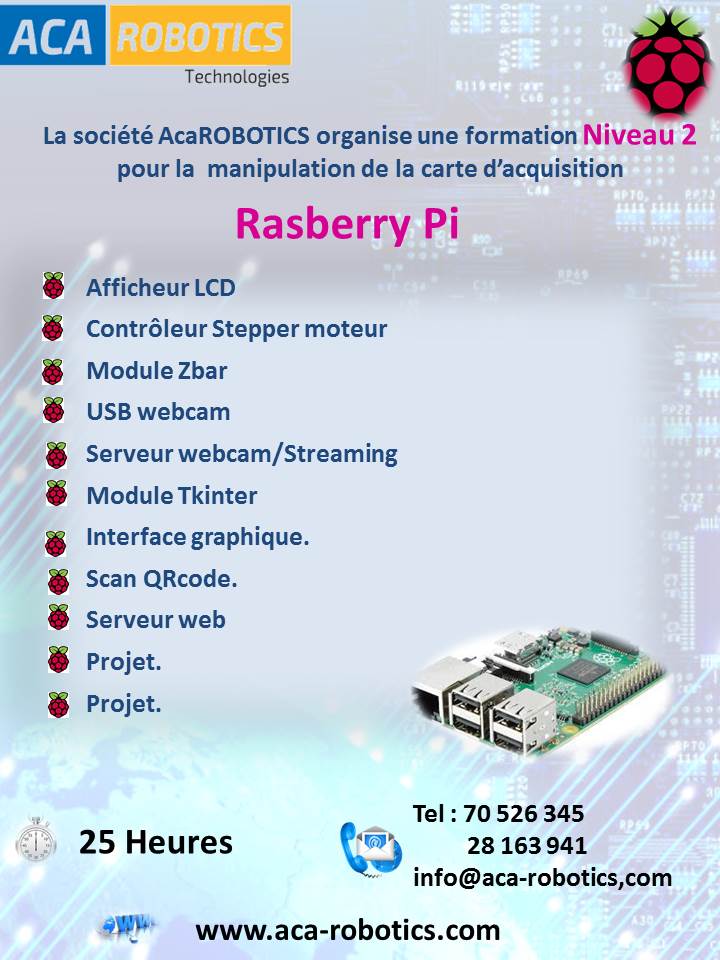 ACA ROBOTICS
Technologies
La société AcaROBOTICS organise une formation Niveau 2
pour la manipulation de la carte d'acquisition
Rasberry Pi
Afficheur LCD
Contrôleur Stepper moteur
Module Zbar
USB webcam
Serveur webcam/Streaming
Module Tkinter
Interface graphique.
Scan QRcode.
Serveur web
Projet.
Projet.
25 Heures
Tel : 70 526 345
28 163 941
info@aca-robotics,com
www.aca-robotics.com